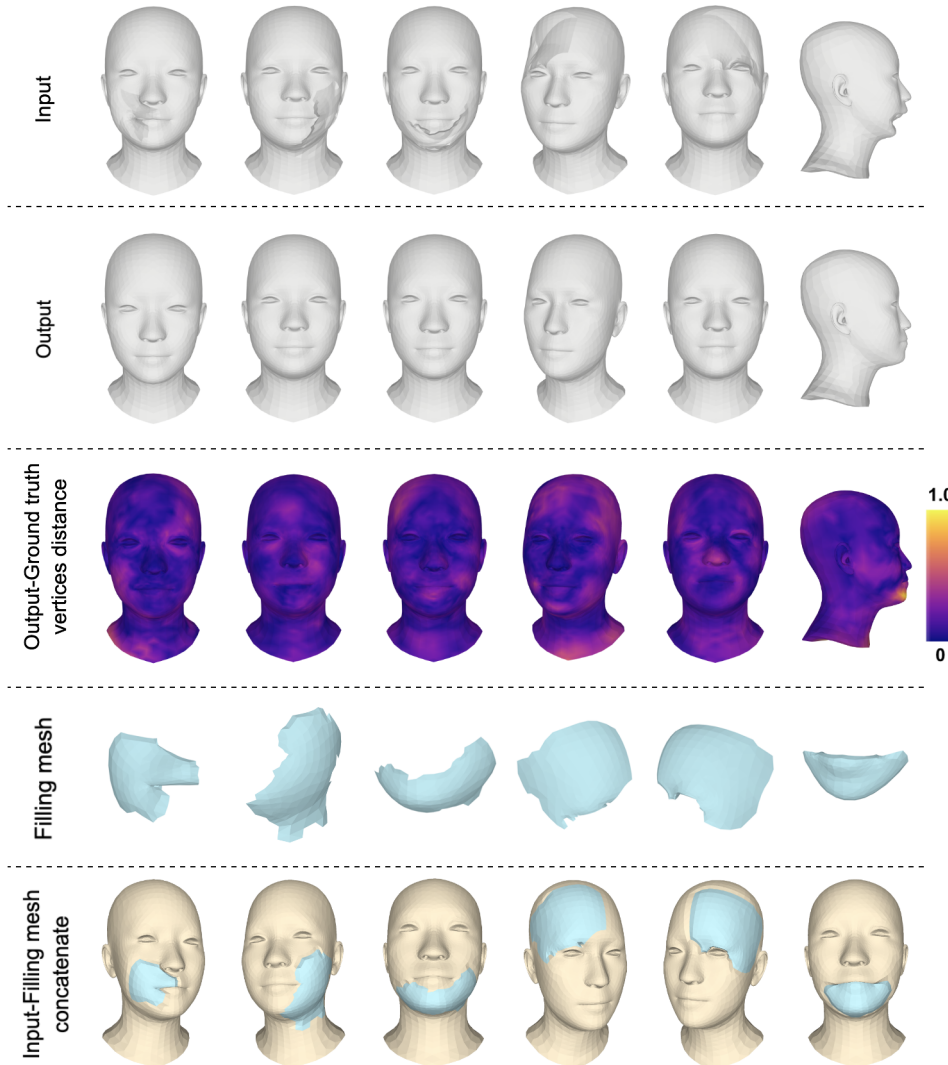 Input
Output
Output-Ground truth
vertices distance
1.0
0
Filling mesh
Input-Filling mesh
concatenate